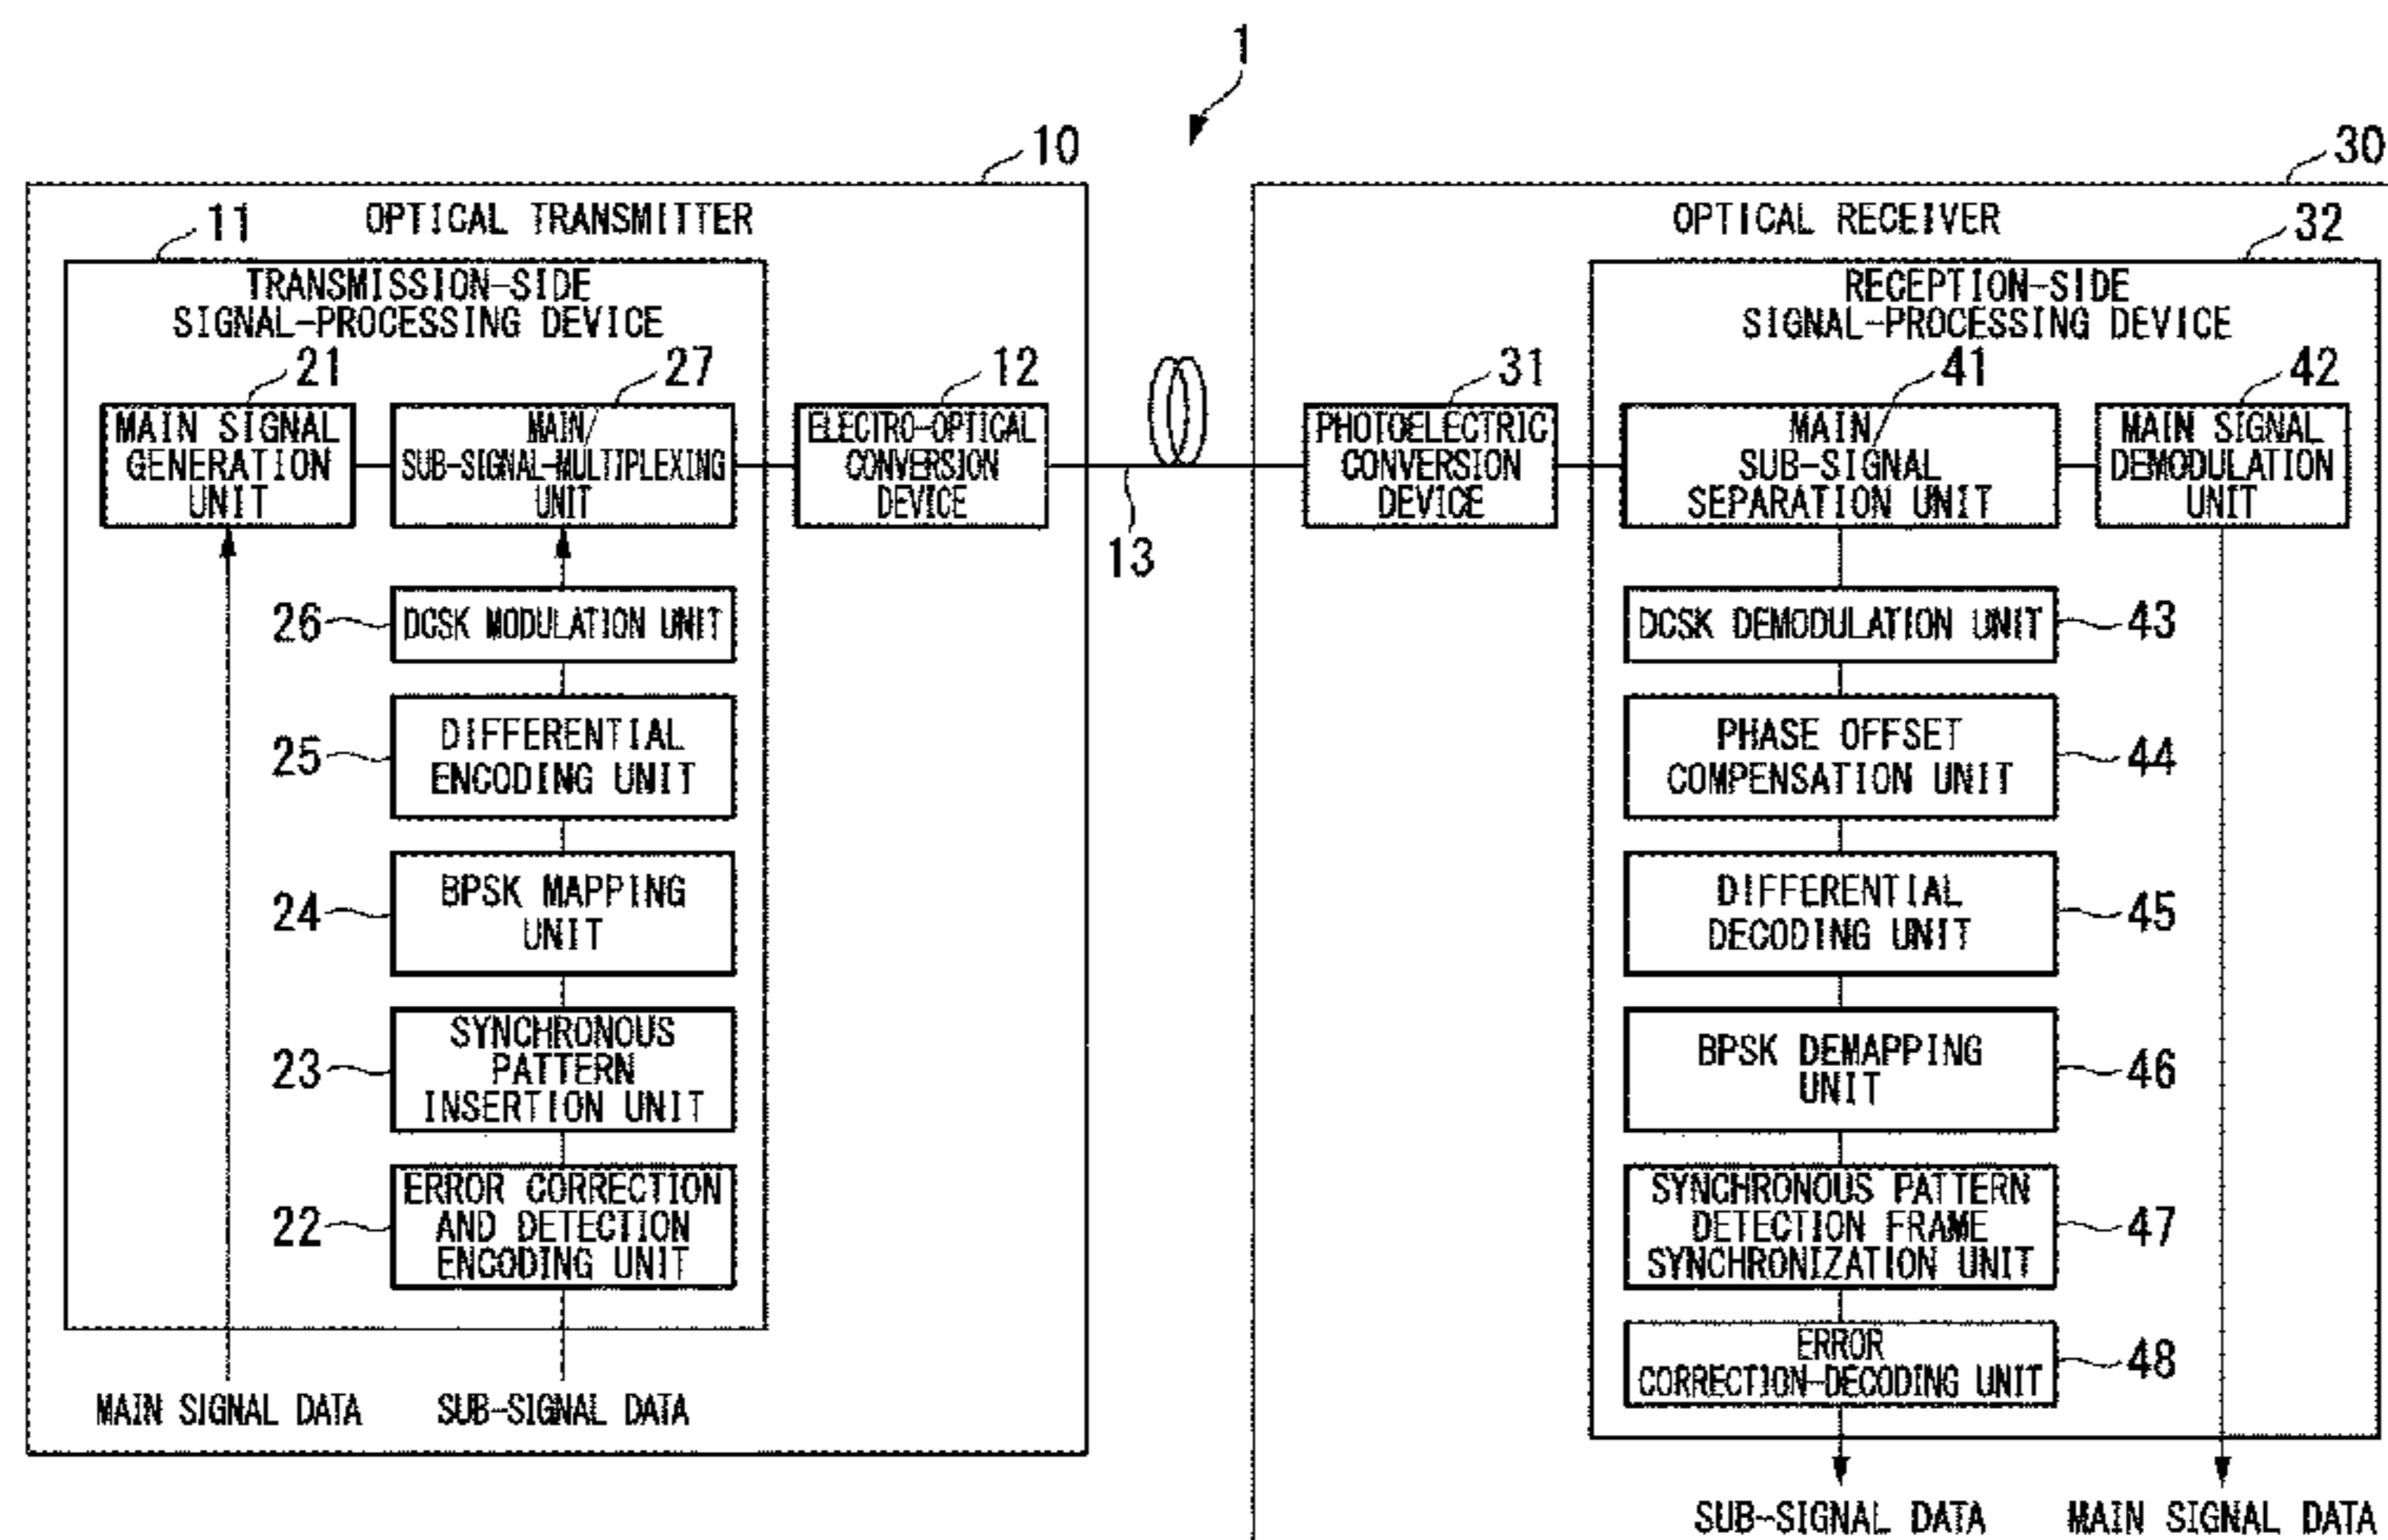 1
10
30
OPTICAL TRANSMITTER
OPTICAL RECEIVER
11
32
TRANSMISSION-SIDE
SIGNAL-PROCESSING DEVICE
RECEPTION-SIDE
SIGNAL-PROCESSING DEVICE
21
27
12
31
41
42
MAIN SIGNAL
GENERATION
UNIT
MAIN
SUB-SIGNAL-MULTIPLEXING
UNIT
ELECTRO-OPTICAL
CONVERSION
DEVICE
13
PHOTOELECTRIC
CONVERSION
DEVICE
MAIN
SUB-SIGNAL
SEPARATION UNIT
MAIN SIGNAL
DEMODULATION
UNIT
26
DCSK MODULATION UNIT
25
DIFFERENTIAL
ENCODING UNIT
24
BPSK MAPPING
UNIT
23
SYNCHRONOUS
PATTERN
INSERTION UNIT
22
ERROR CORRECTION
AND DETECTION
ENCODING UNIT
MAIN SIGNAL DATA
SUB-SIGNAL DATA
DCSK DEMODULATION UNIT
43
PHASE OFFSET
COMPENSATION UNIT
44
DIFFERENTIAL
DECODING UNIT
45
BPSK DEMAPPING
UNIT
46
SYNCHRONOUS PATTERN
DETECTION FRAME
SYNCHRONIZATION UNIT
47
ERROR
CORRECTION-DECODING UNIT
48
SUB-SIGNAL DATA
MAIN SIGNAL DATA